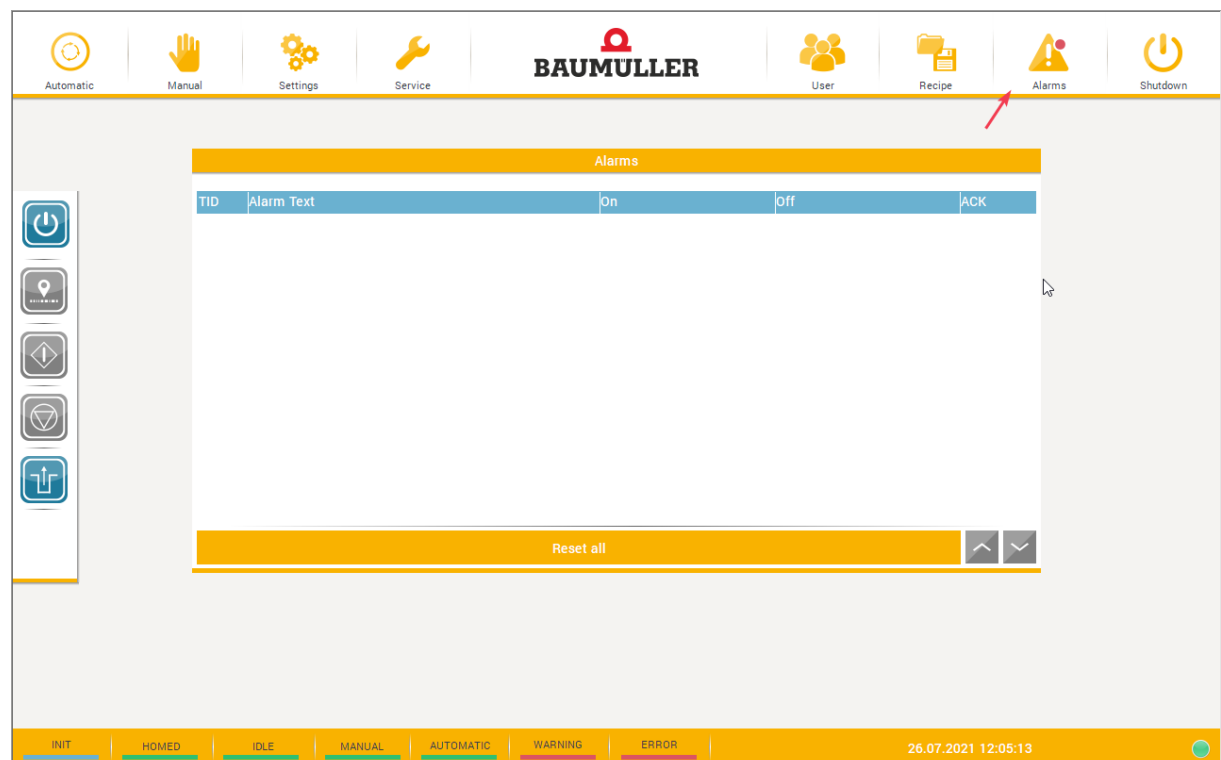 BAUMÜLLER
Automatic Manual Settings Service User Recipe Alarms Shutdown
Alarms
TID Alarm Text On Off ACK
Reset all
INIT HOMED IDLE MANUAL AUTOMATIC WARNING ERROR 26.07.2021 12:05:13